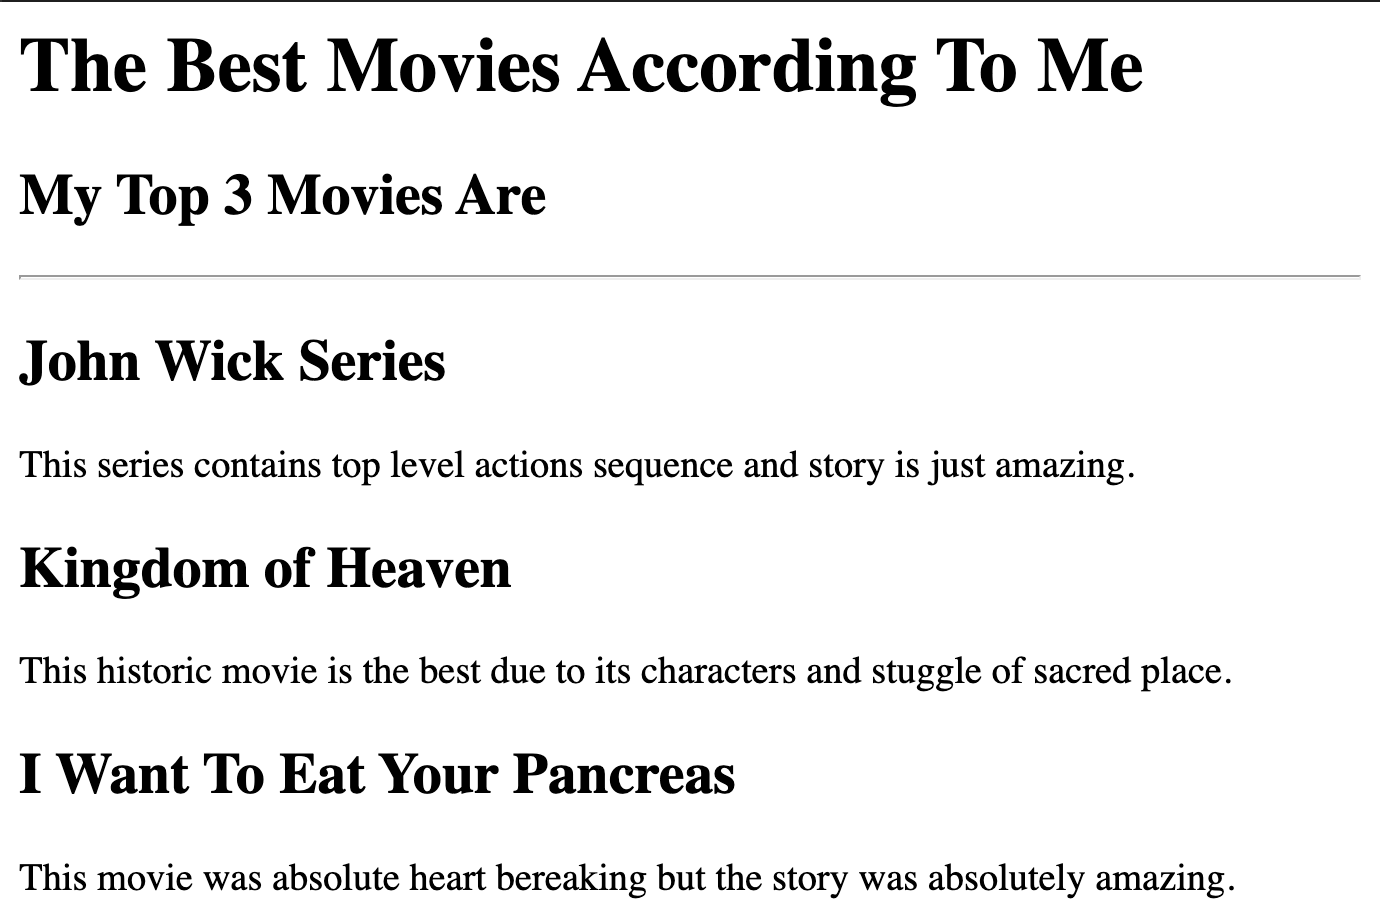 The Best Movies According To Me
My Top 3 Movies Are
John Wick Series
This series contains top level actions sequence and story is just amazing.
Kingdom of Heaven
This historic movie is the best due to its characters and stuggle of sacred place.
I Want To Eat Your Pancreas
This movie was absolute heart bereaking but the story was absolutely amazing.